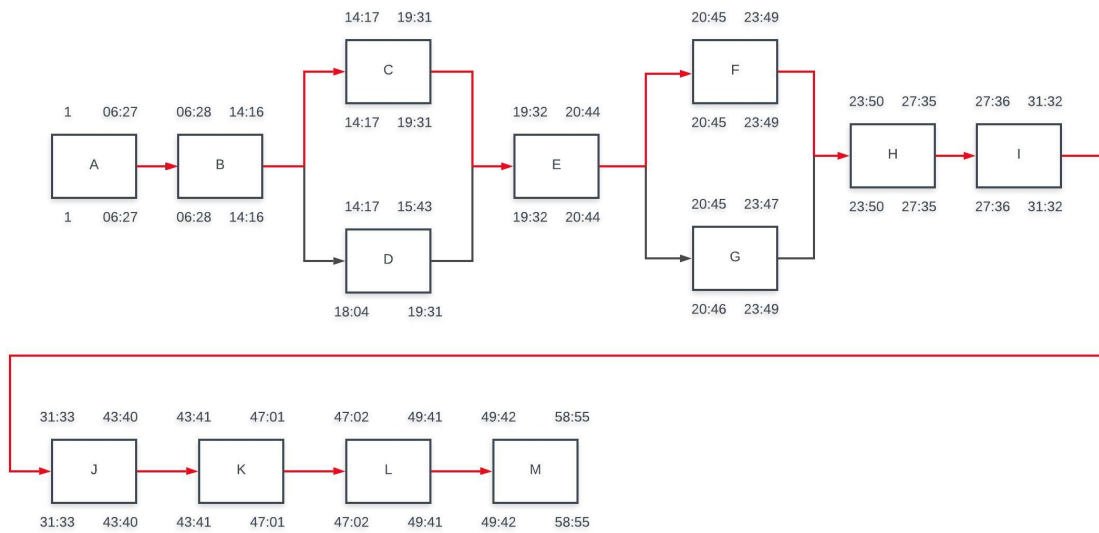 14:17 19:31
20:45 23:49
C
F
1 06:27
06:28 14:16
14:17 19:31
19:32 20:44
20:45 23:49
23:50 27:35
27:36 31:32
A
B
E
H
I
1 06:27
06:28 14:16
14:17 15:43
19:32 20:44
20:45 23:47
23:50 27:35
27:36 31:32
D
G
18:04 19:31
20:46 23:49
31:33 43:40
43:41 47:01
47:02 49:41
49:42 58:55
J
K
L
M
31:33 43:40
43:41 47:01
47:02 49:41
49:42 58:55